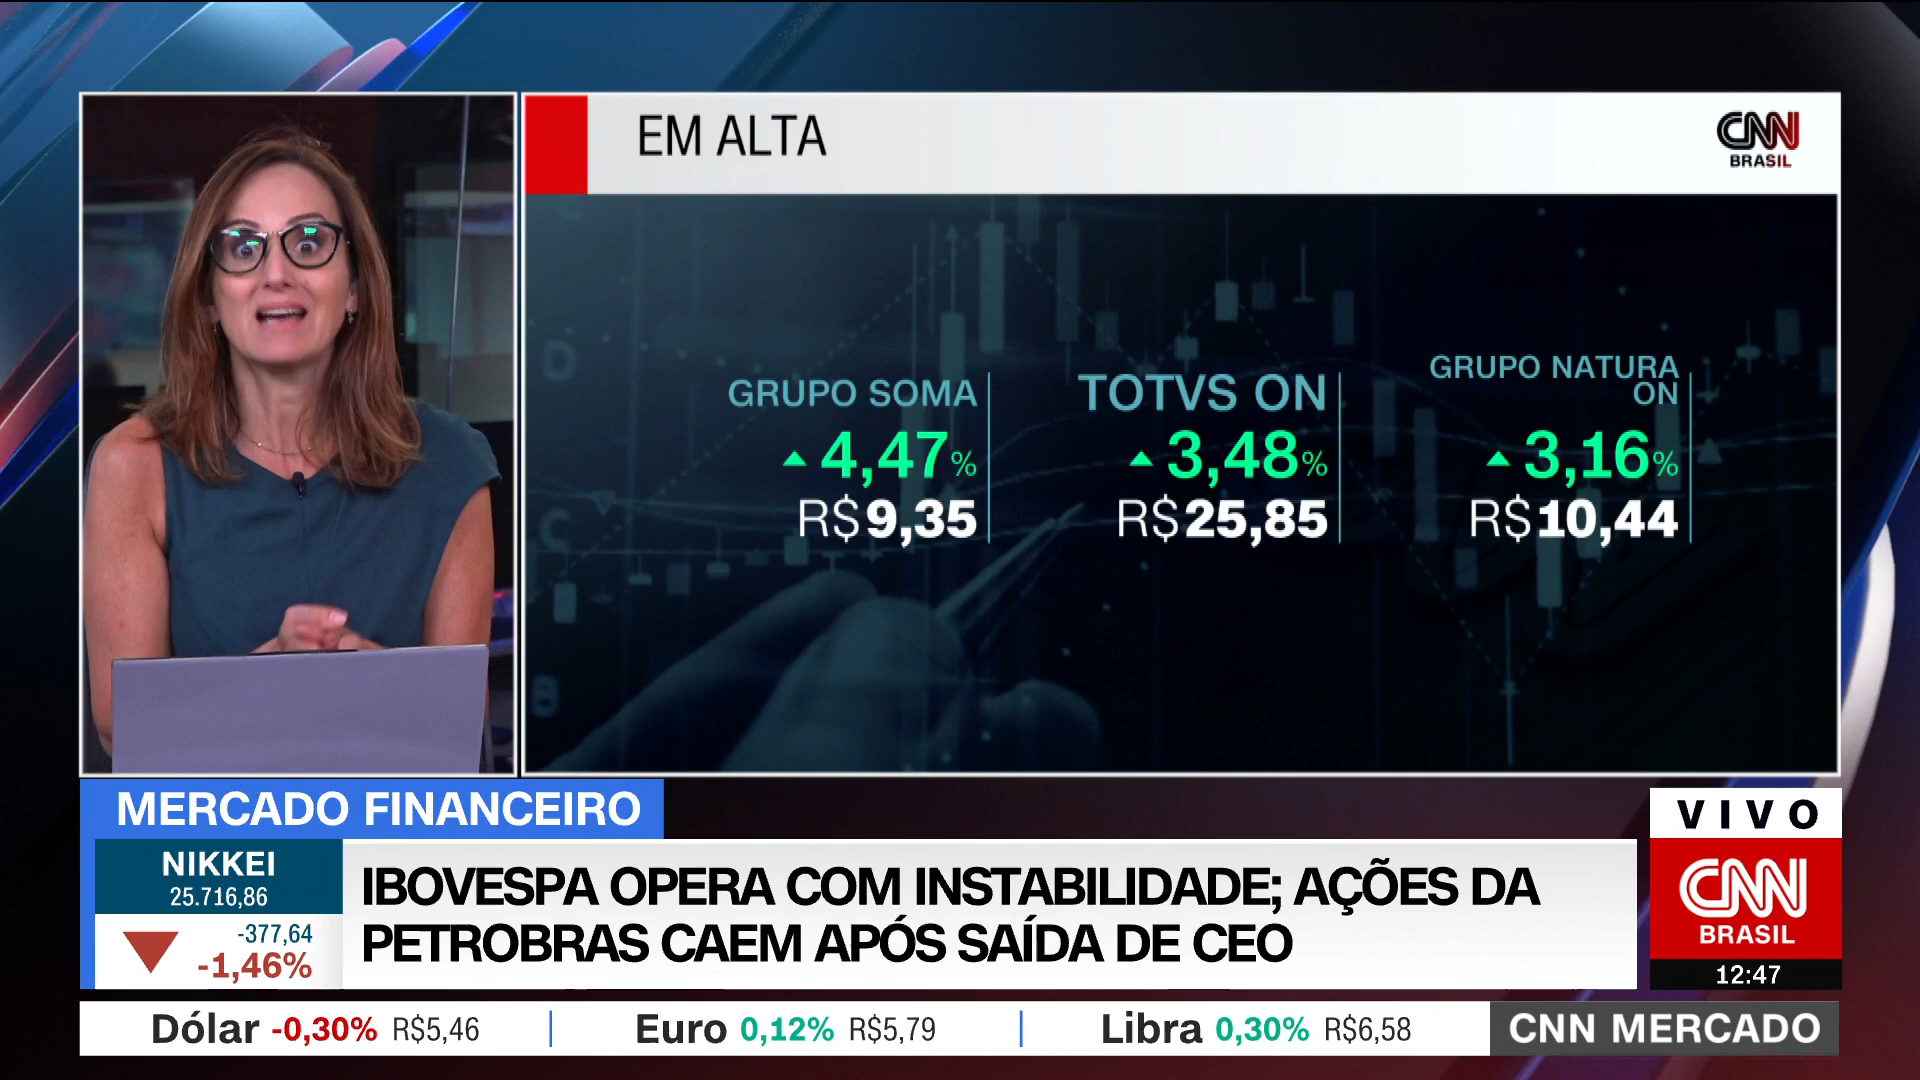 EM ALTA
CNN
BRASIL
GRUPO SOMA
4,47%
R$9,35
TOTVS ON
3,48%
R$25,85
GRUPO NATURA
ON
3,16%
R$10,44
D
C
B
MERCADO FINANCEIRO
NIKKEI
25.716,86
-377,64
-1,46%
IBOVESPA OPERA COM INSTABILIDADE; AÇÕES DA
PETROBRAS CAEM APÓS SAÍDA DE CEO
VIVO
CNN
BRASIL
12:47
Dólar -0,30% R$5,46
Euro 0,12% R$5,79
Libra 0,30% R$6,58
CNN MERCADO